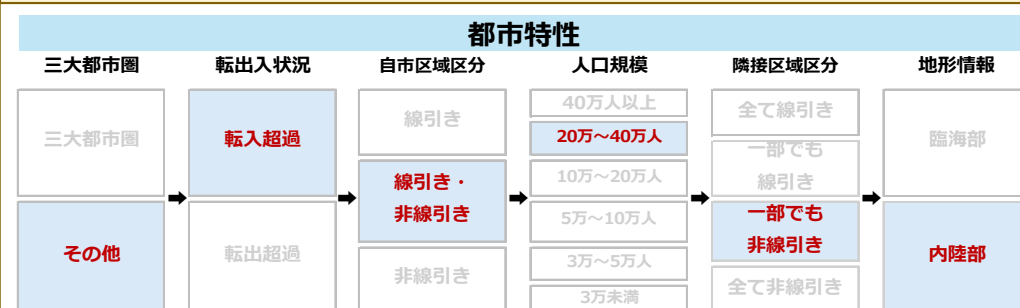 都市特性
三大都市圏
転出入状況
自市区域区分
人口規模
隣接区域区分
地形情報
三大都市圏
その他
転入超過
転出超過
線引き
線引き・
非線引き
非線引き
40万人以上
20万～40万人
10万～20万人
5万～10万人
3万～5万人
3万未満
全て線引き
一部でも
線引き
一部でも
非線引き
全て非線引き
臨海部
内陸部